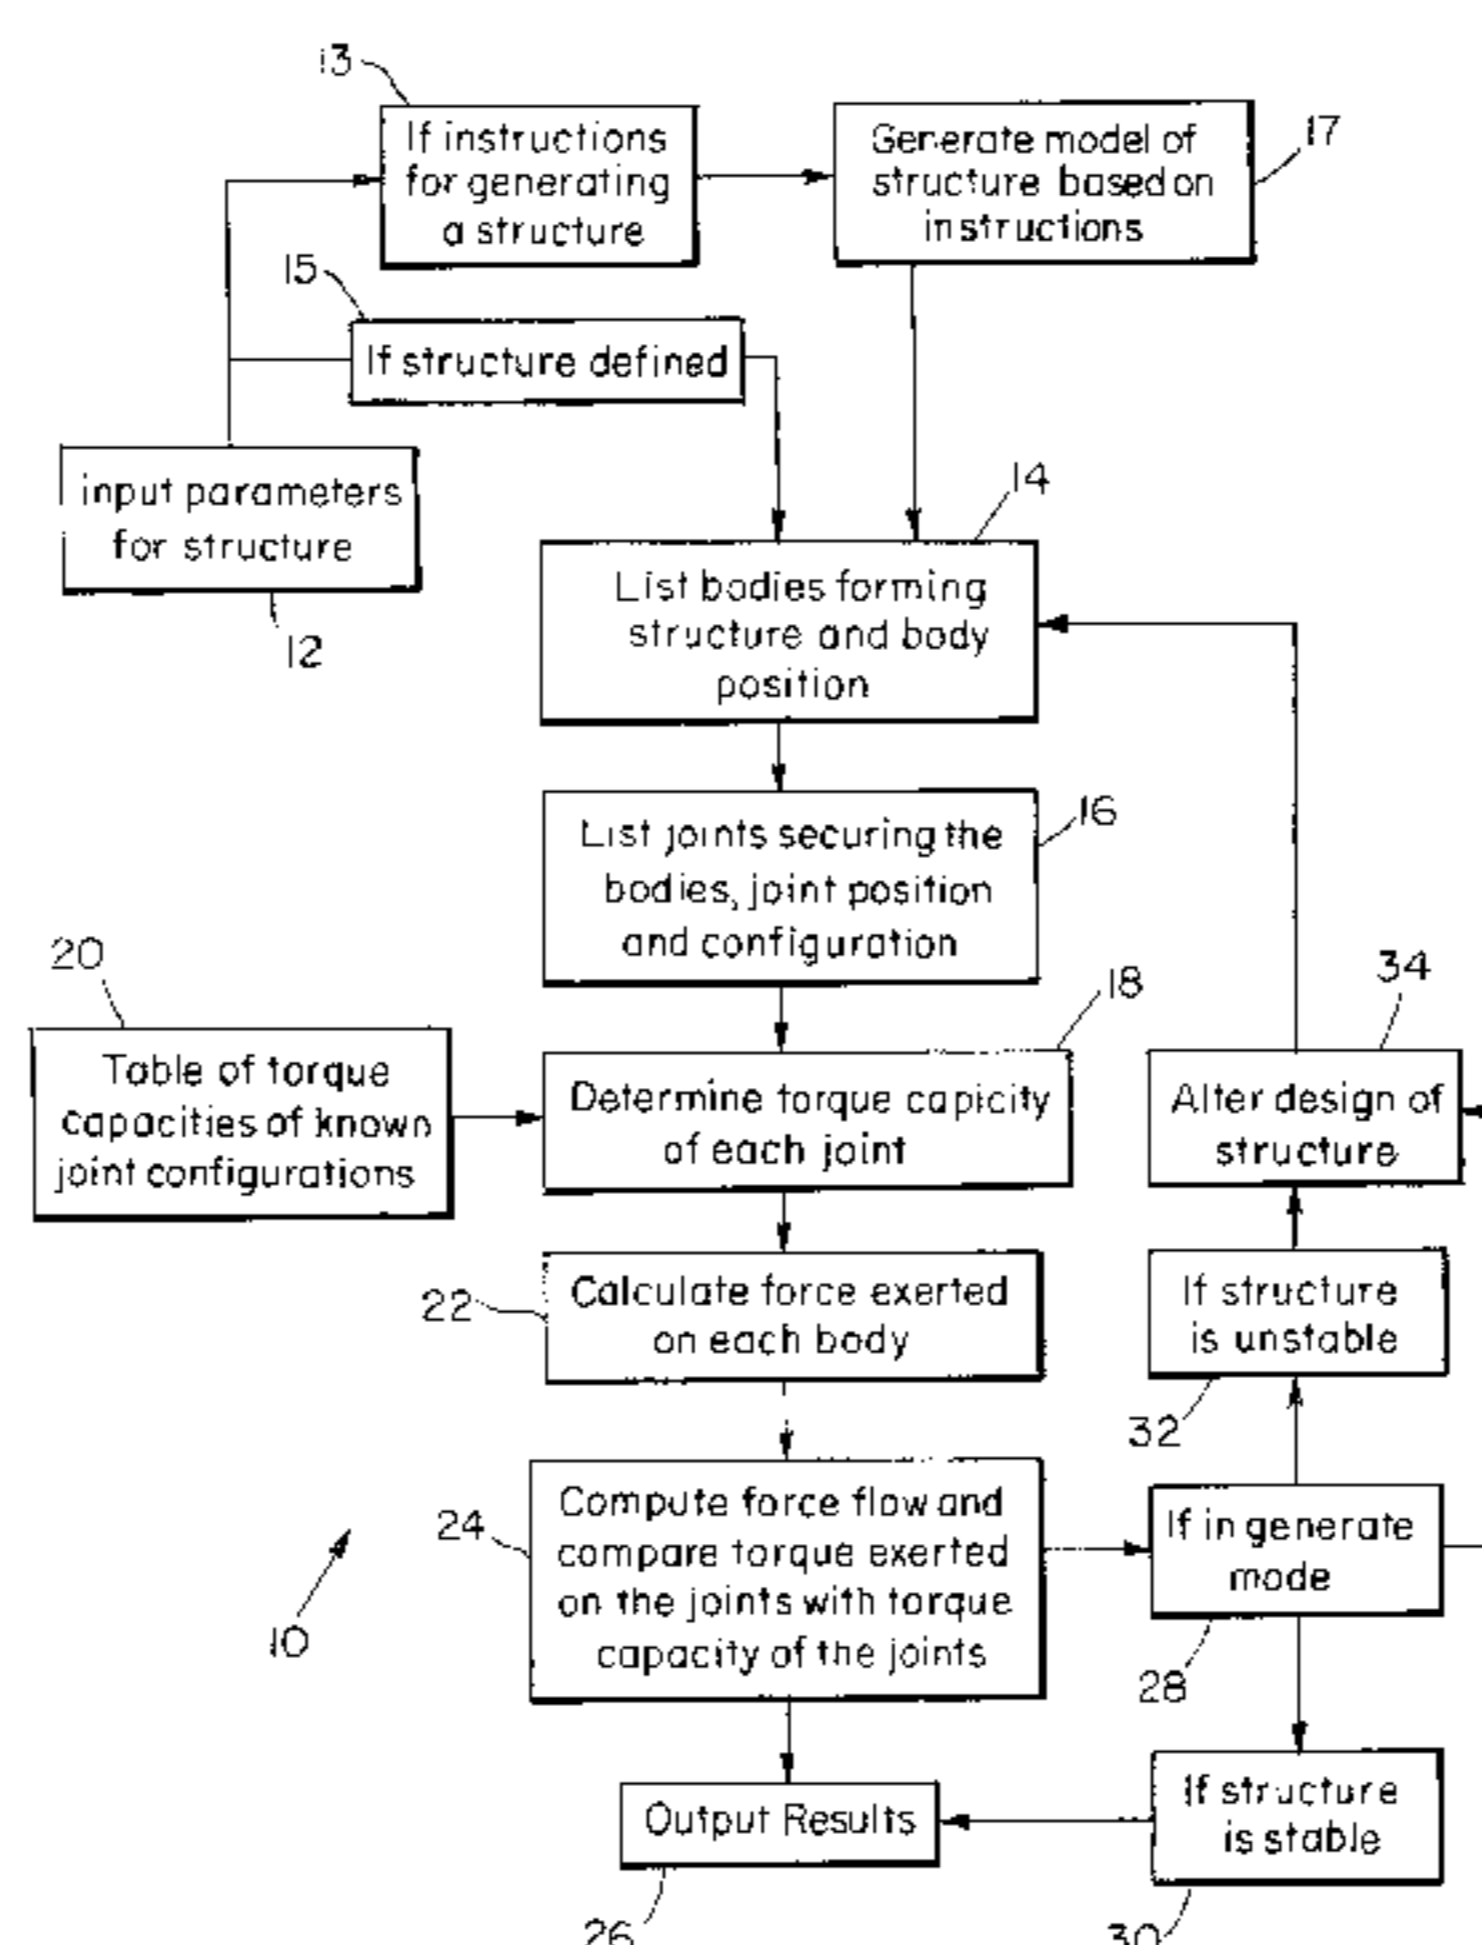 13
If instructions
for generating
a structure
Generate model of
structure based on
instructions
17
15
If structure defined
input parameters
for structure
12
14
List bodies forming
structure and body
position
16
List joints securing the
bodies, joint position
and configuration
20
Table of torque
capacities of known
joint configurations
18
Determine torque capicity
of each joint
34
Alter design of
structure
22
Calculate force exerted
on each body
If structure
is unstable
32
24
Compute force flow and
compare torque exerted
on the joints with torque
capacity of the joints
If in generate
mode
28
10
Output Results
26
If structure
is stable
30